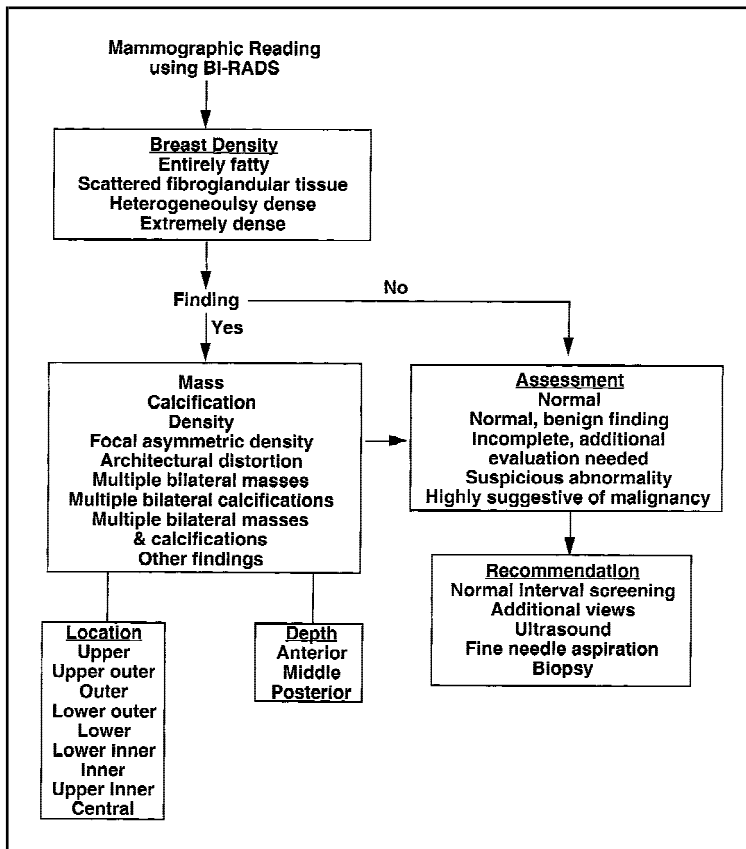 Mammographic Reading
using BI-RADS
Breast Density
Entirely fatty
Scattered fibroglandular tissue
Heterogeneoulsy dense
Extremely dense
Finding
No
Yes
Mass
Calcification
Density
Focal asymmetric density
Architectural distortion
Multiple bilateral masses
Multiple bilateral calcifications
Multiple bilateral masses
& calcifications
Other findings
Assessment
Normal
Normal, benign finding
Incomplete, additional
evaluation needed
Suspicious abnormality
Highly suggestive of malignancy
Location
Upper
Upper outer
Outer
Lower outer
Lower
Lower inner
Inner
Upper Inner
Central
Depth
Anterior
Middle
Posterior
Recommendation
Normal interval screening
Additional views
Ultrasound
Fine needle aspiration
Biopsy